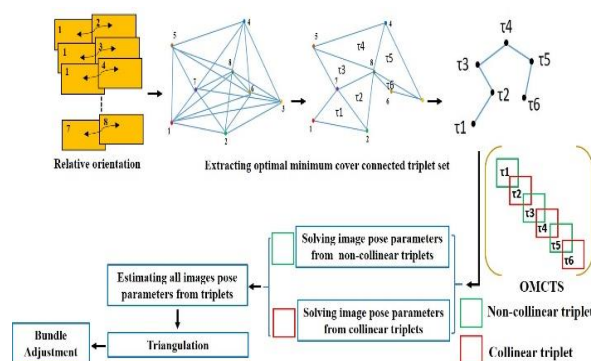 1
2
1
3
1
4
7
8
Relative orientation
5
4
8
7
6
3
1
2
Extracting optimal minimum cover connected triplet set
5
4
τ4
τ5
8
τ3
7
τ6
τ2
6
τ1
1
2
τ4
τ3
τ5
τ2
τ6
τ1
τ1
τ2
τ3
τ4
τ5
τ6
OMCTS
Non-collinear triplet
Collinear triplet
Solving image pose parameters
from non-collinear triplets
Solving image pose parameters
from collinear triplets
Estimating all images pose
parameters from triplets
Triangulation
Bundle
Adjustment